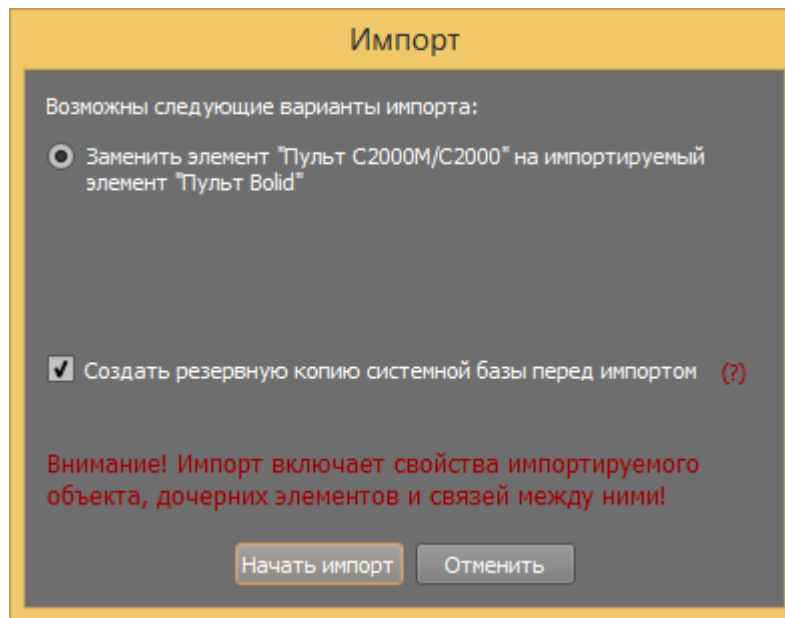 Импорт
Возможны следующие варианты импорта:
Заменить элемент "Пульт С2000М/С2000" на импортируемый
элемент "Пульт Bolid"
Создать резервную копию системной базы перед импортом (?)
Внимание! Импорт включает свойства импортируемого
объекта, дочерних элементов и связей между ними!
Начать импорт Отменить